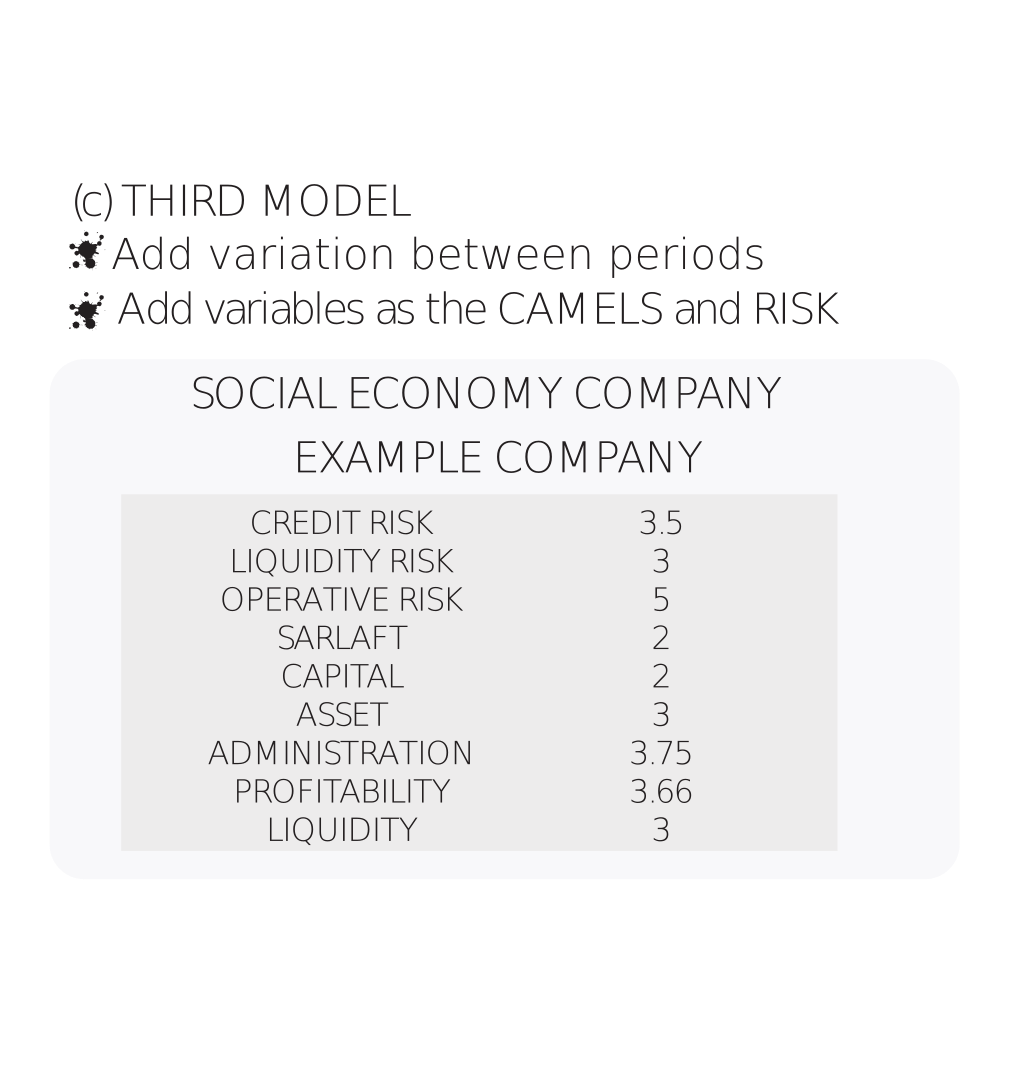 (c) THIRD MODEL
Add variation between periods
Add variables as the CAMELS and RISK
SOCIAL ECONOMY COMPANY
EXAMPLE COMPANY
CREDIT RISK 3.5
LIQUIDITY RISK 3
OPERATIVE RISK 5
SARLAFT 2
CAPITAL 2
ASSET 3
ADMINISTRATION 3.75
PROFITABILITY 3.66
LIQUIDITY 3